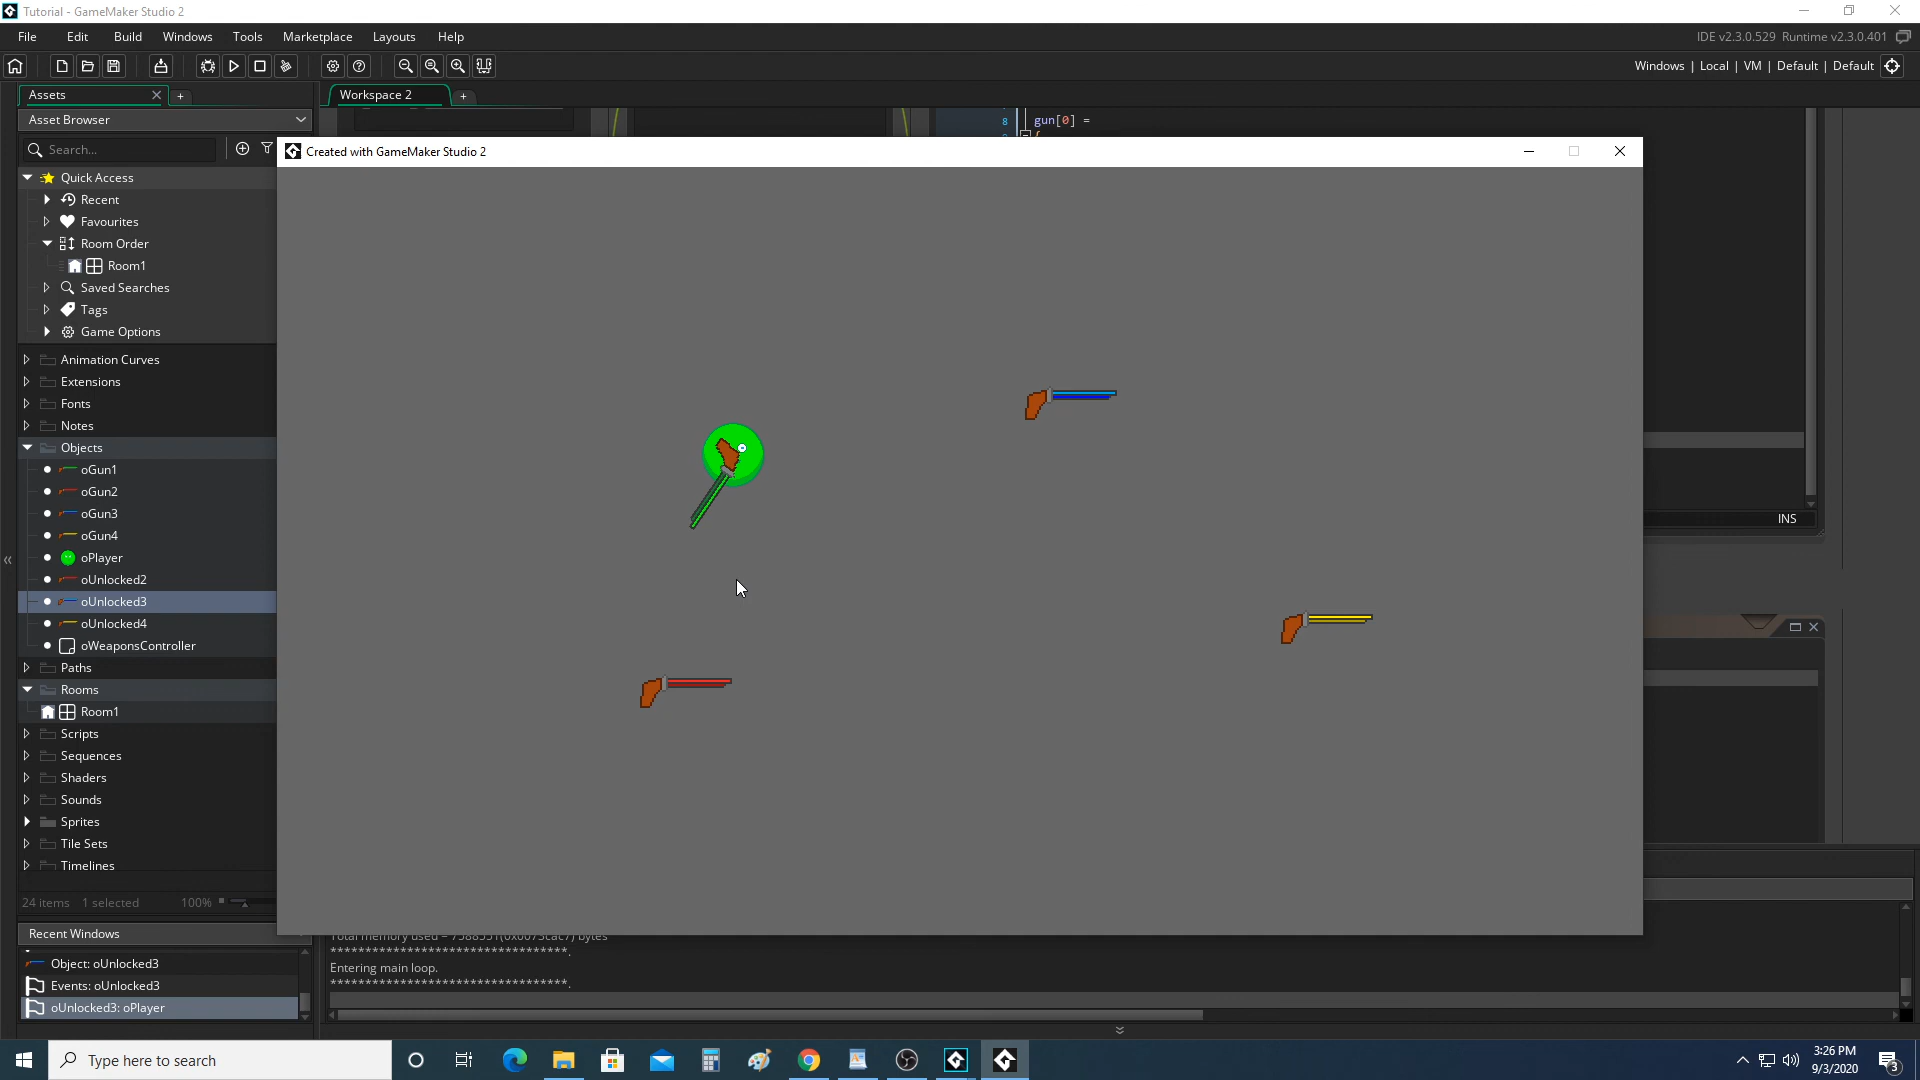 Tutorial - GameMaker Studio 2
File Edit Build Windows Tools Marketplace Layouts Help
IDE v2.3.0.529 Runtime v2.3.0.401
Windows | Local | VM | Default | Default
Assets
Workspace 2
Asset Browser
8 gun[0] =
Search...
Created with GameMaker Studio 2
Quick Access
Recent
Favourites
Room Order
Room1
Saved Searches
Tags
Game Options
Animation Curves
Extensions
Fonts
Notes
Objects
oGun1
oGun2
oGun3
INS
oGun4
oPlayer
oUnlocked2
oUnlocked3
oUnlocked4
oWeaponsController
Paths
Rooms
Room1
Scripts
Sequences
Shaders
Sounds
Sprites
Tile Sets
Timelines
24 items 1 selected 100%
Recent Windows
Object: oUnlocked3
Events: oUnlocked3
oUnlocked3: oPlayer
**********************************.
Entering main loop.
**********************************.
Type here to search
3:26 PM
9/3/2020
3